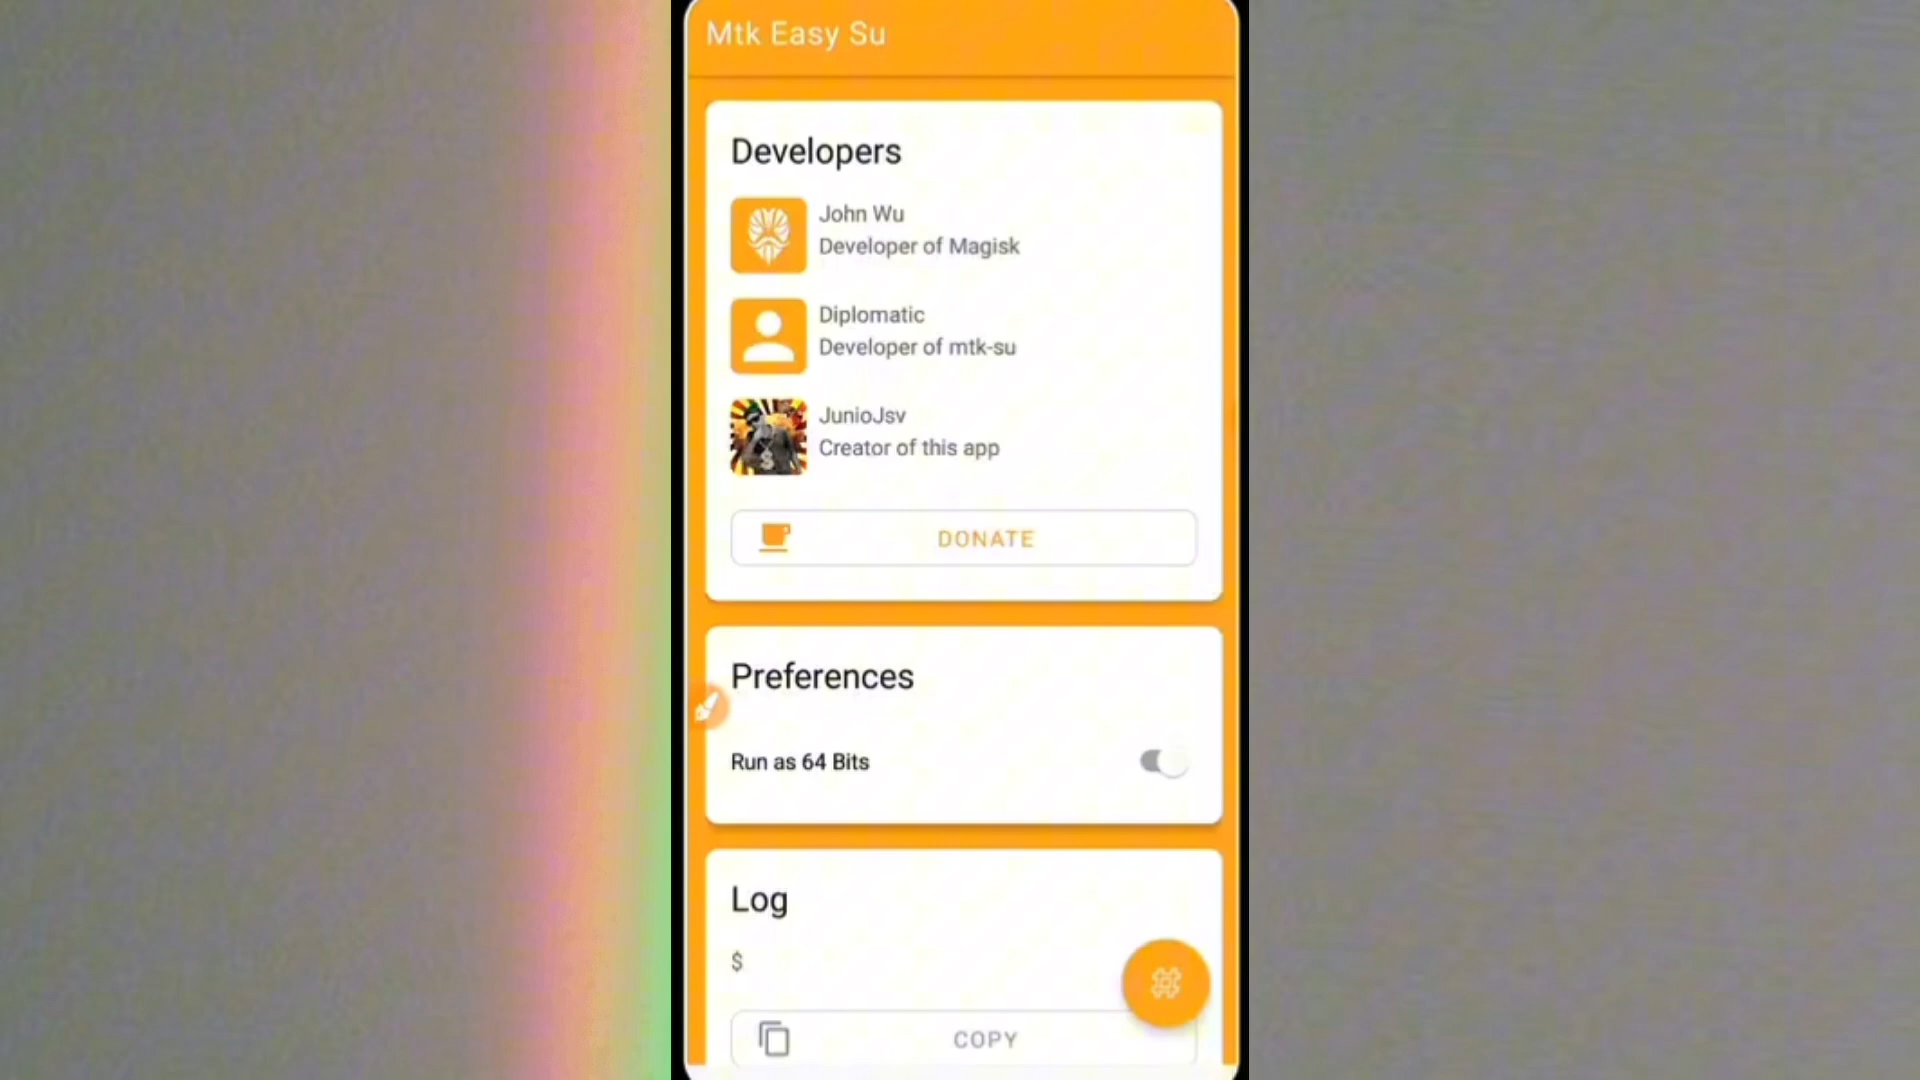 Mtk Easy Su
Developers
John Wu
Developer of Magisk
Diplomatic
Developer of mtk-su
JunioJsv
Creator of this app
DONATE
Preferences
Run as 64 Bits
Log
$
#
COPY